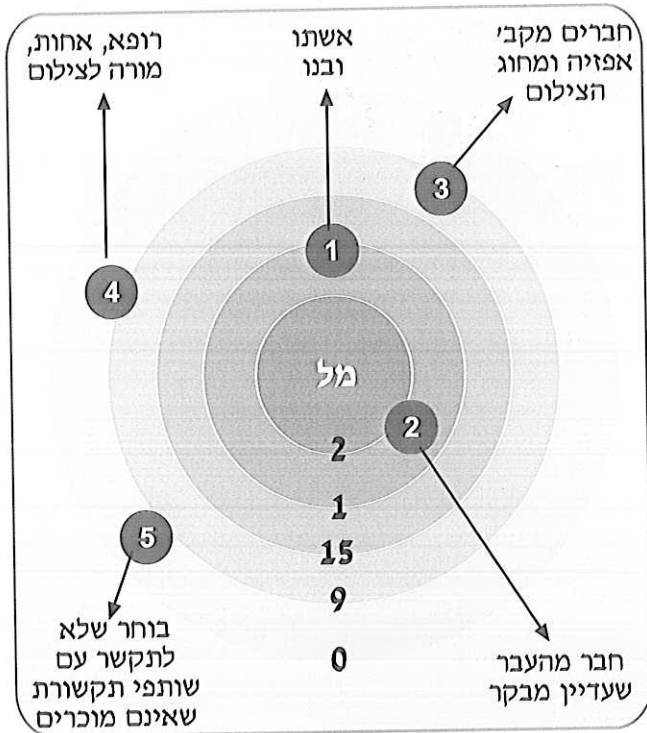 חברים מקב׳
אפזיה ומחוג
הצילום
אשתו
ובנו
רופא, אחות,
מורה לצילום
3
1
4
מל
2
2
1
5
15
9
0
חבר מהעבר
שעדיין מבקר
בוחר שלא
לתקשר עם
שותפי תקשורת
שאינם מוכרים